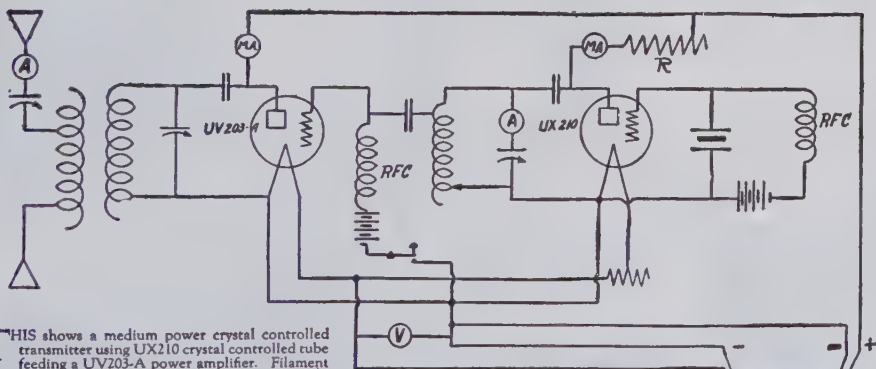 MA
MA
R
A
UV203-A
A
UX210
RFC
RFC
THIS shows a medium power crystal controlled
transmitter using UX210 crystal controlled tube
feeding a UV203-A power amplifier. Filament
V
- - +